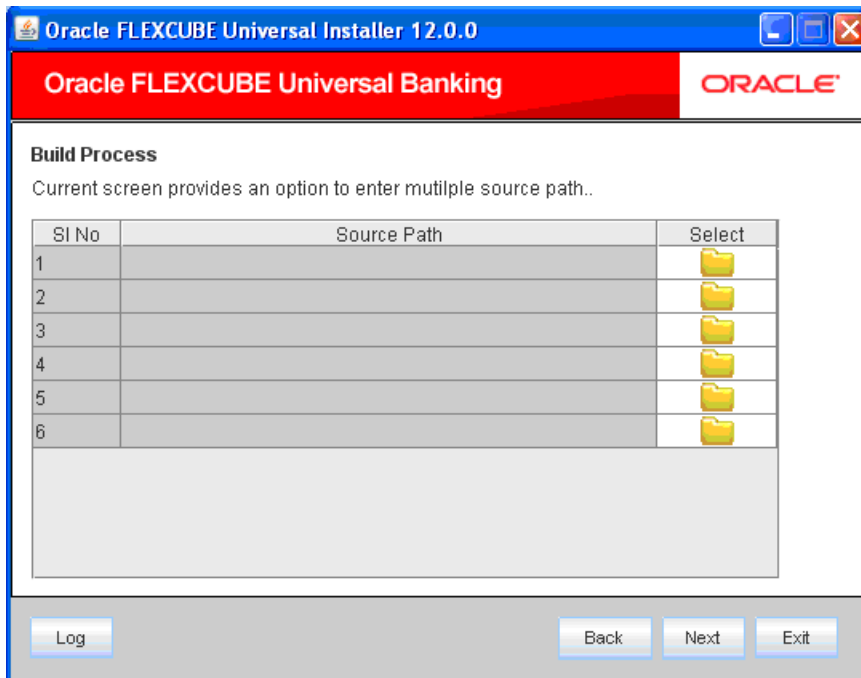 Oracle FLEXCUBE Universal Installer 12.0.0
Oracle FLEXCUBE Universal Banking
ORACLE
Build Process
Current screen provides an option to enter mutilple source path..
SI No Source Path Select
1
2
3
4
5
6
Log Back Next Exit